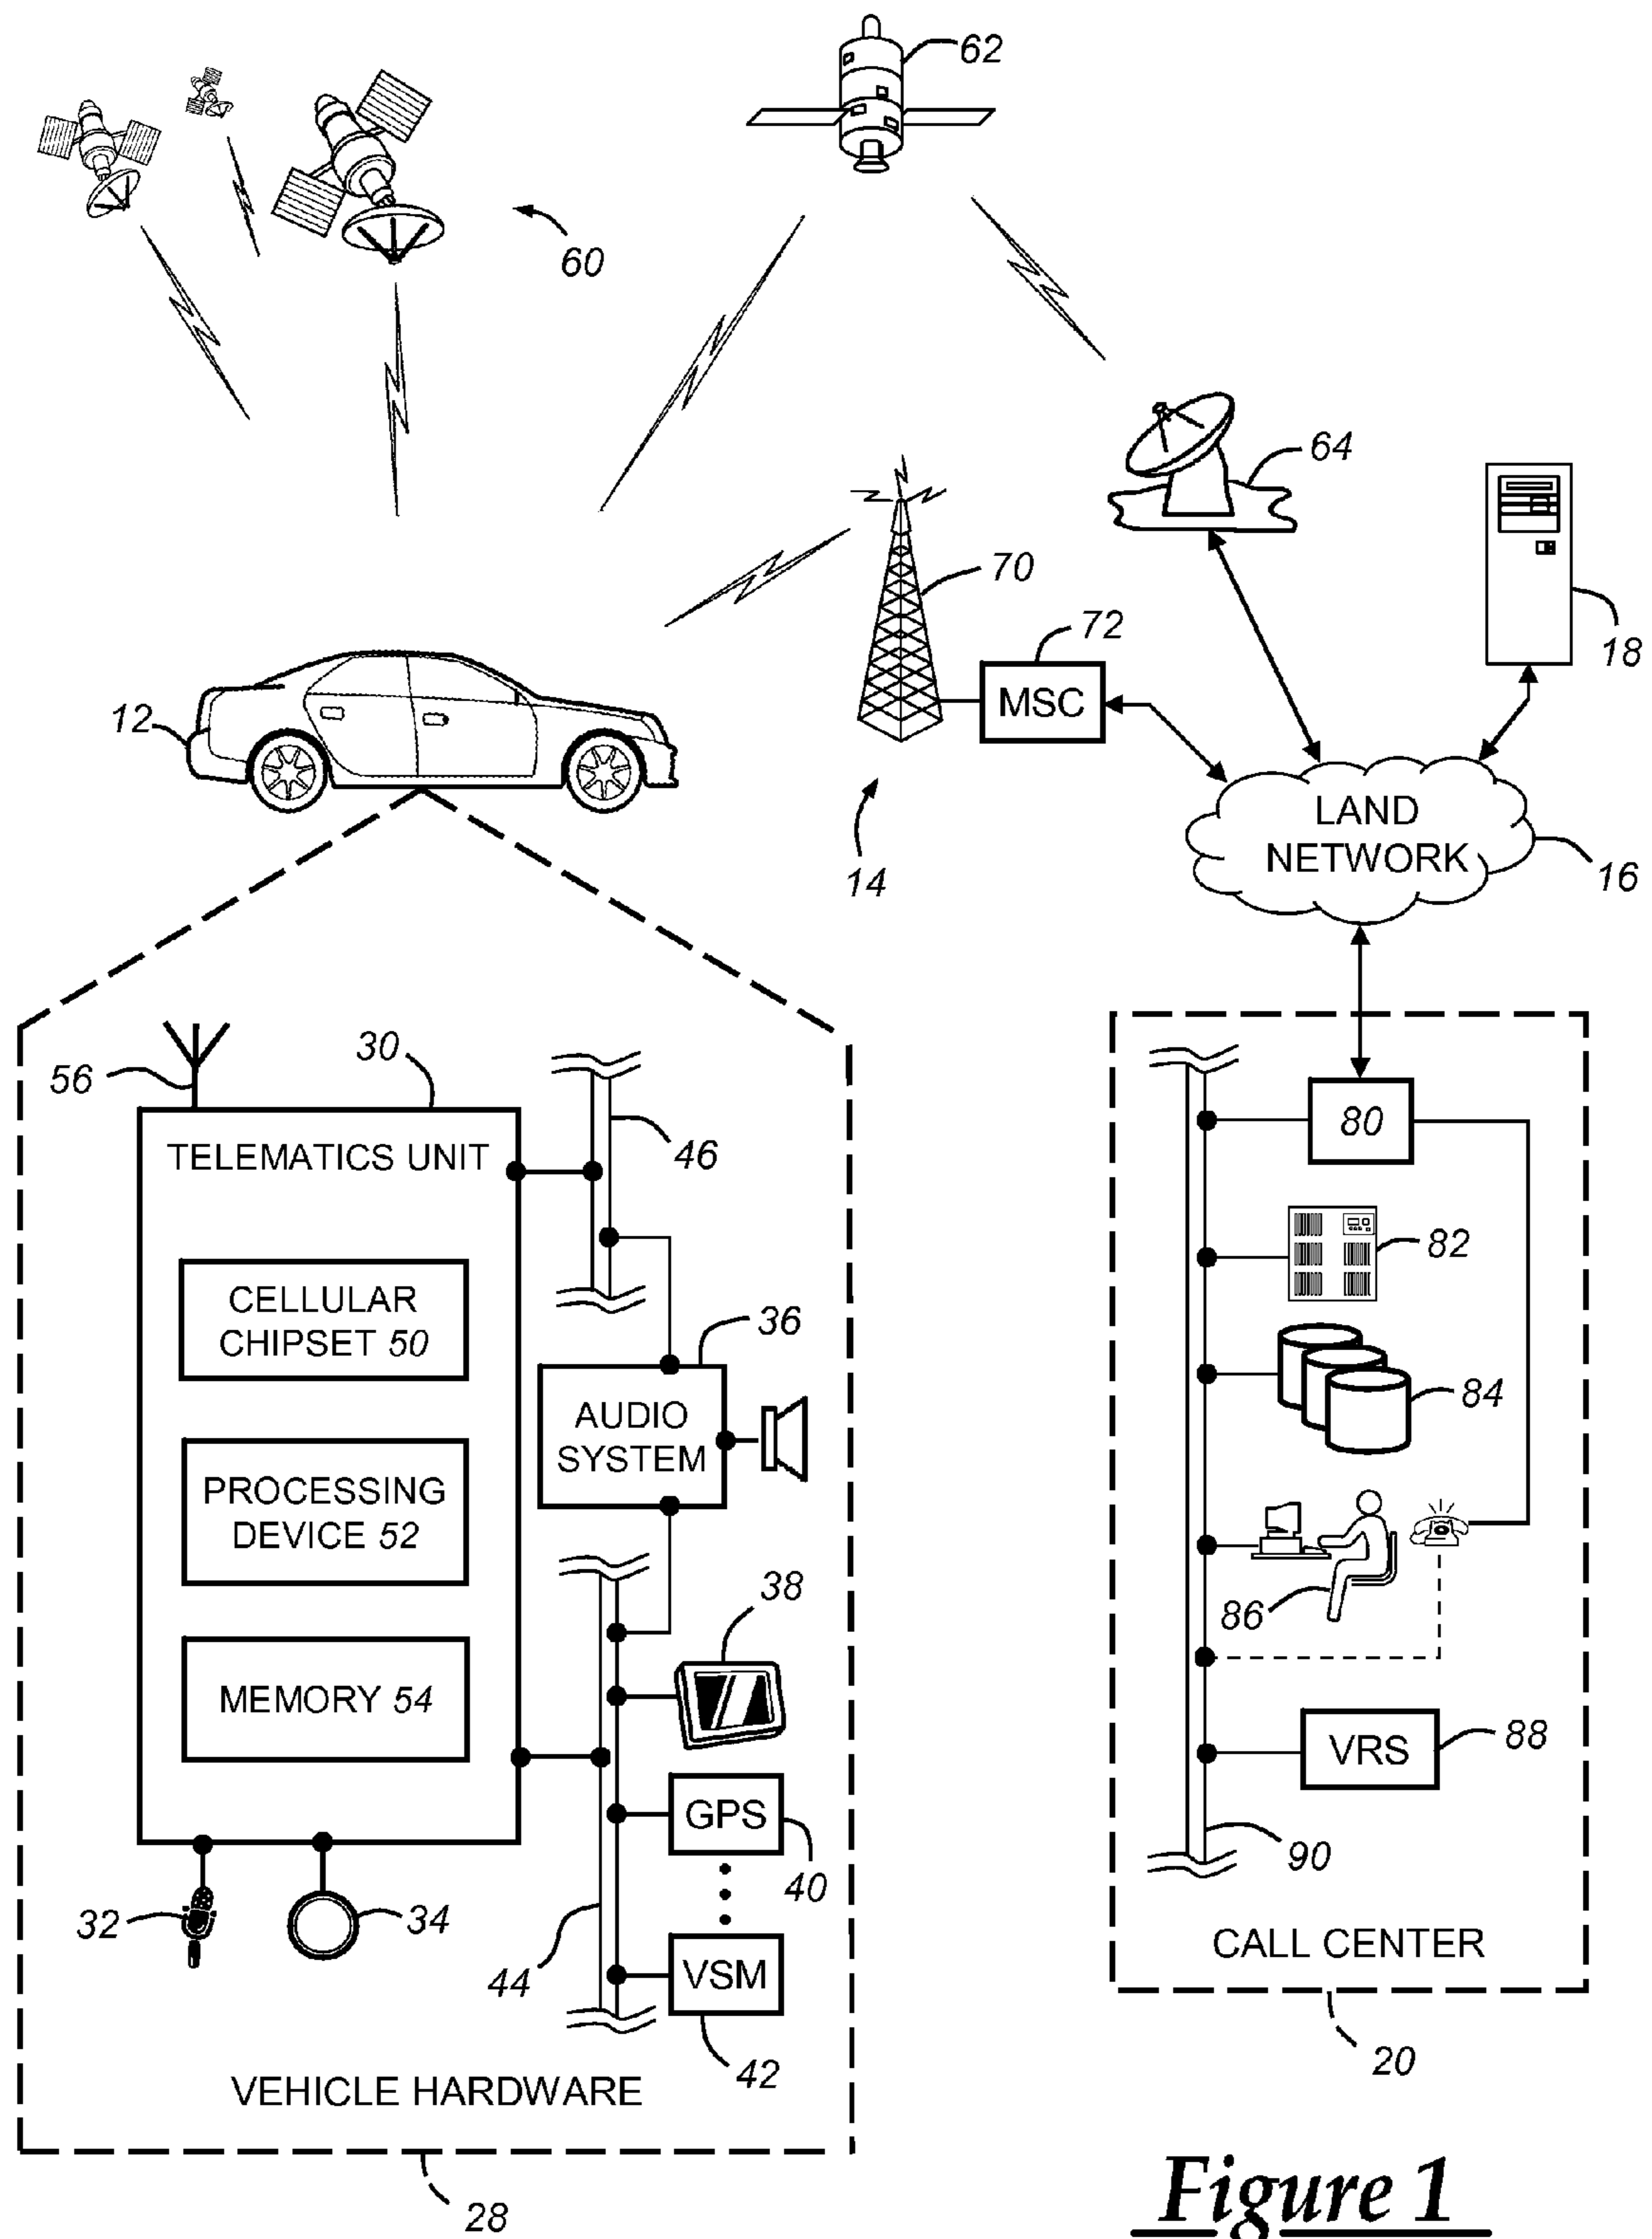 62
60
64
70
72
18
MSC
12
LAND
NETWORK
16
14
30
56
TELEMATICS UNIT
46
80
82
CELLULAR
CHIPSET 50
36
84
AUDIO
SYSTEM
PROCESSING
DEVICE 52
38
86
MEMORY 54
VRS
88
GPS
40
90
32
34
CALL CENTER
44
VSM
42
20
VEHICLE HARDWARE
28
Figure 1